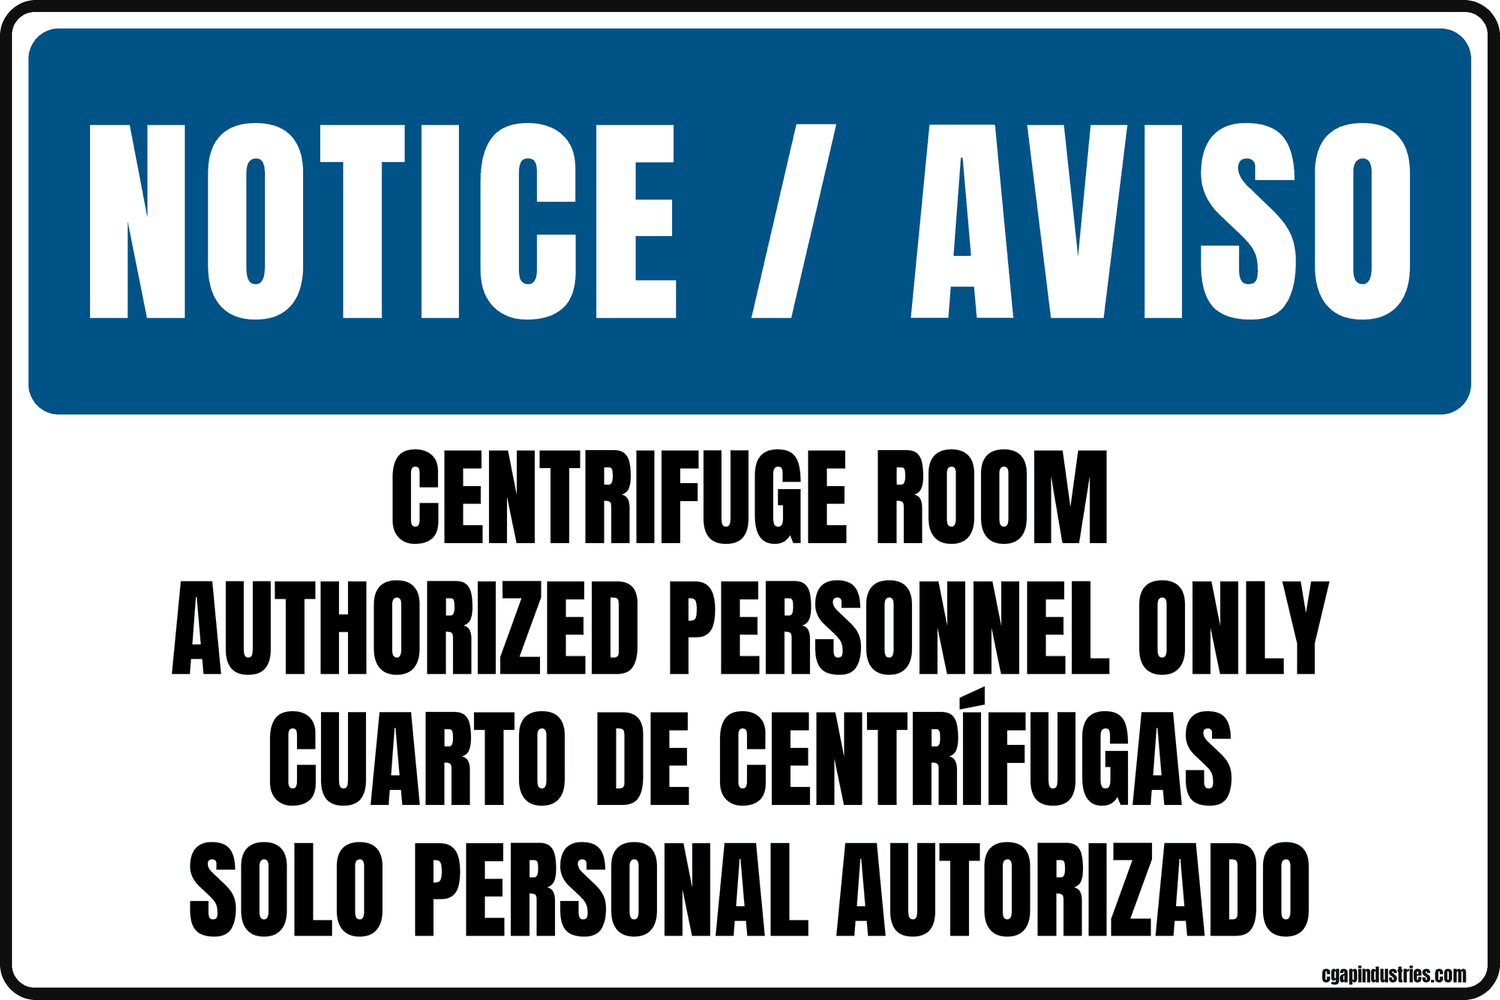 NOTICE / AVISO
CENTRIFUGE ROOM
AUTHORIZED PERSONNEL ONLY
CUARTO DE CENTRÍFUGAS
SOLO PERSONAL AUTORIZADO
cgapindustries.com